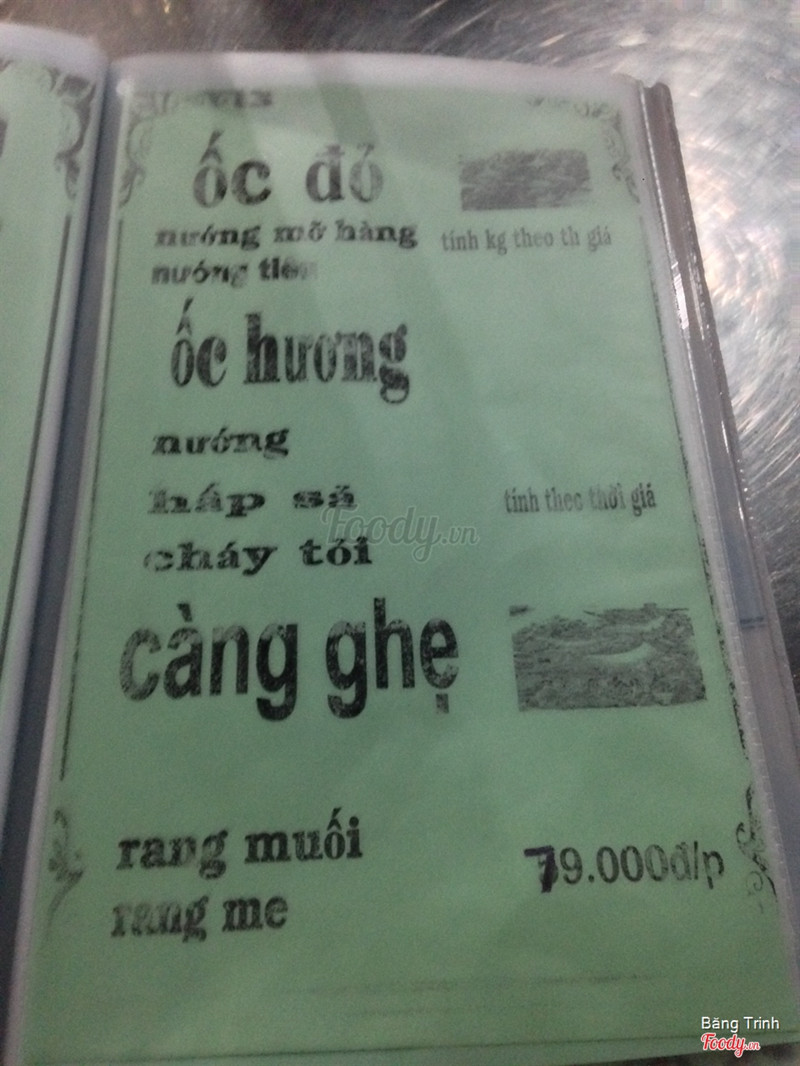 ốc đỏ
nướng mỡ hàng tính kg theo th giá
nướng tiêu
ốc hương
nướng
hấp sả
tính theo thời giá
cháy tỏi
càng ghẹ
rang muối
79.000đ/p
rang me
Foody.vn
Băng Trinh
Foody.vn